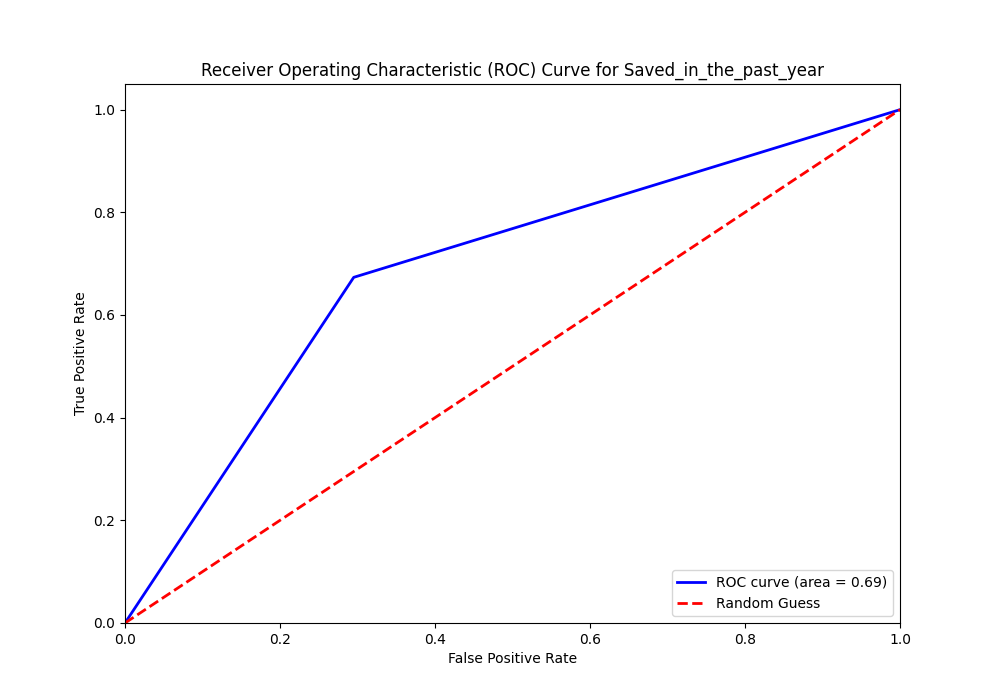 Receiver Operating Characteristic (ROC) Curve for Saved_in_the_past_year
True Positive Rate
1.0
0.8
0.6
0.4
0.2
0.0
0.0 0.2 0.4 0.6 0.8 1.0
False Positive Rate
ROC curve (area = 0.69)
Random Guess